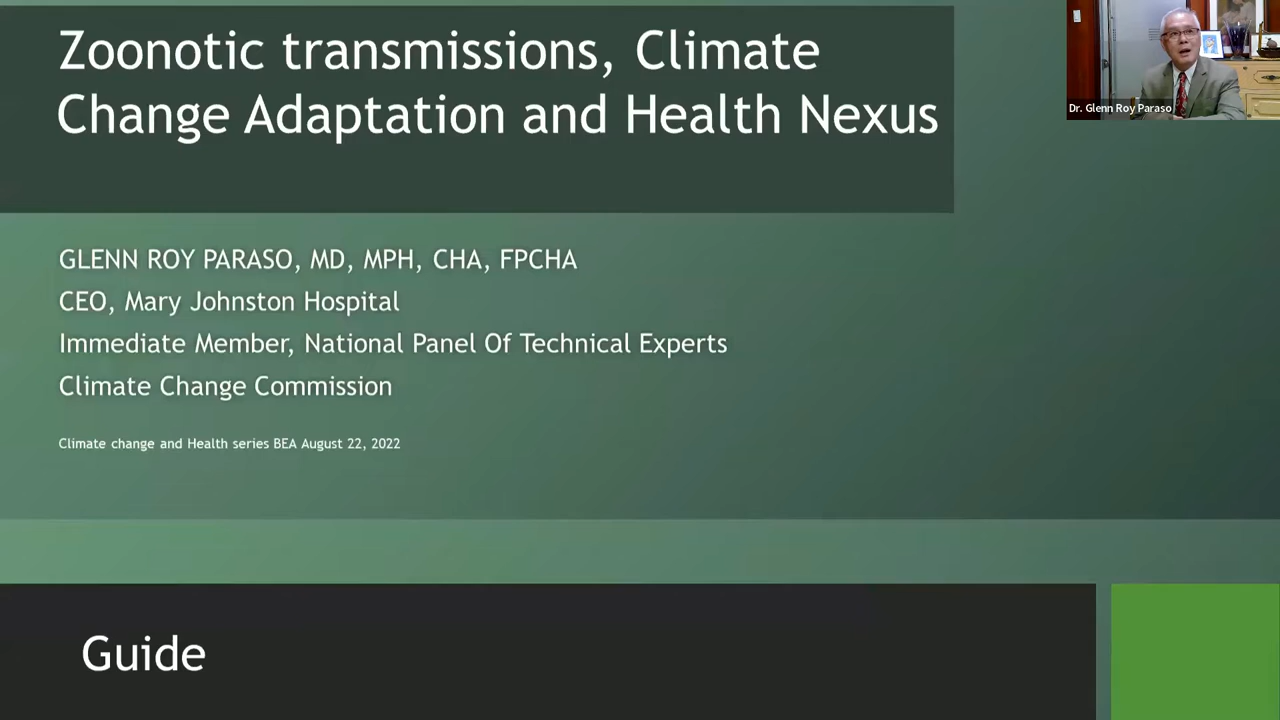 Zoonotic transmissions, Climate
Change Adaptation and Health Nexus
Dr. Glenn Roy Paraso
GLENN ROY PARASO, MD, MPH, CHA, FPCHA
CEO, Mary Johnston Hospital
Immediate Member, National Panel Of Technical Experts
Climate Change Commission
Climate change and Health series BEA August 22, 2022
Guide